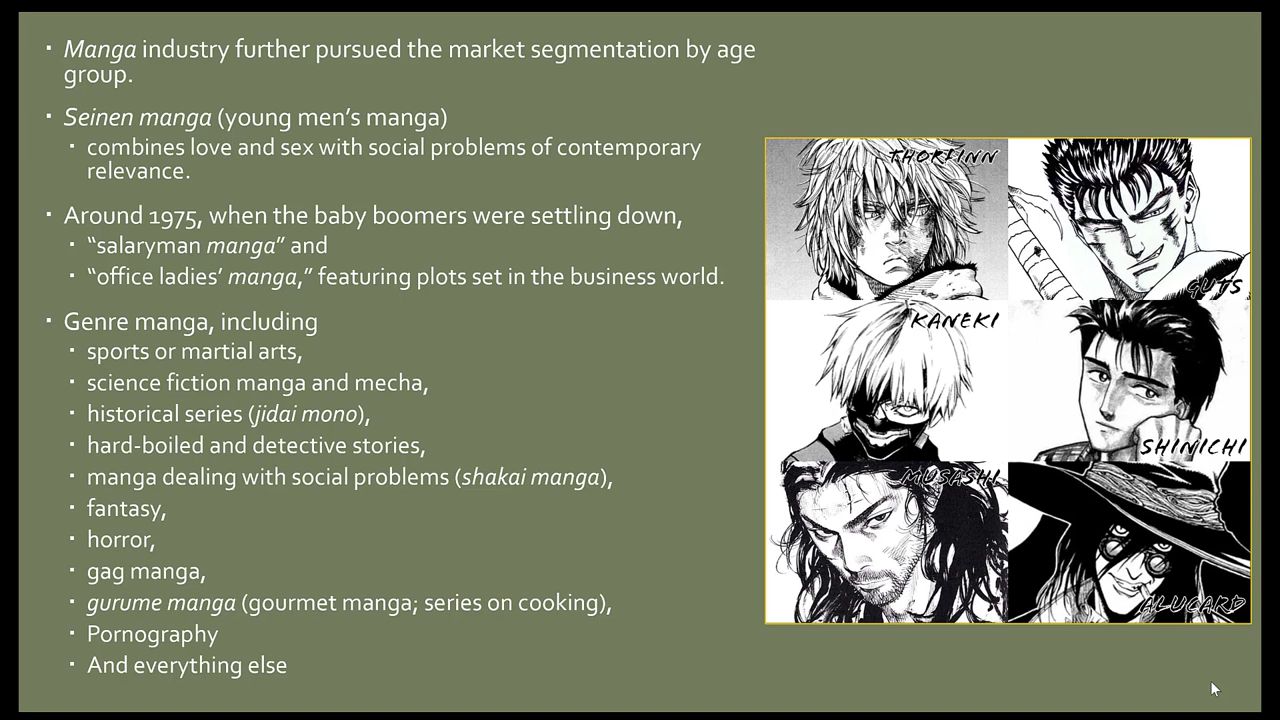 Manga industry further pursued the market segmentation by age
group.
Seinen manga (young men’s manga)
combines love and sex with social problems of contemporary
relevance.
Around 1975, when the baby boomers were settling down,
“salaryman manga” and
“office ladies’ manga,” featuring plots set in the business world.
Genre manga, including
sports or martial arts,
science fiction manga and mecha,
historical series (jidai mono),
hard-boiled and detective stories,
manga dealing with social problems (shakai manga),
fantasy,
horror,
gag manga,
gurume manga (gourmet manga; series on cooking),
Pornography
And everything else
THORFINN
GUTS
KANEKI
SHINICHI
MUSASHI
ALUCARD